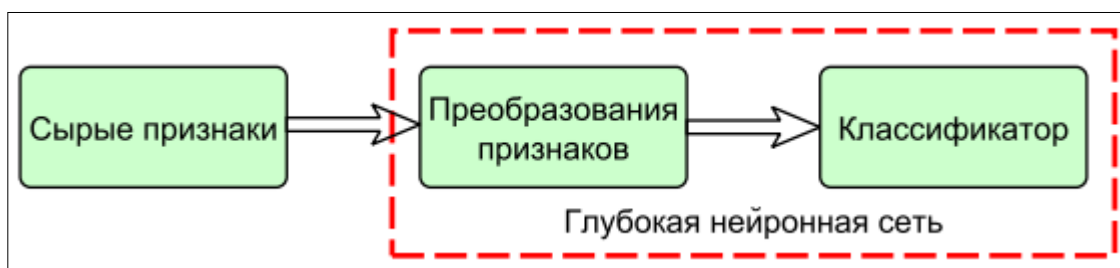 Сырые признаки
Преобразования
признаков
Классификатор
Глубокая нейронная сеть